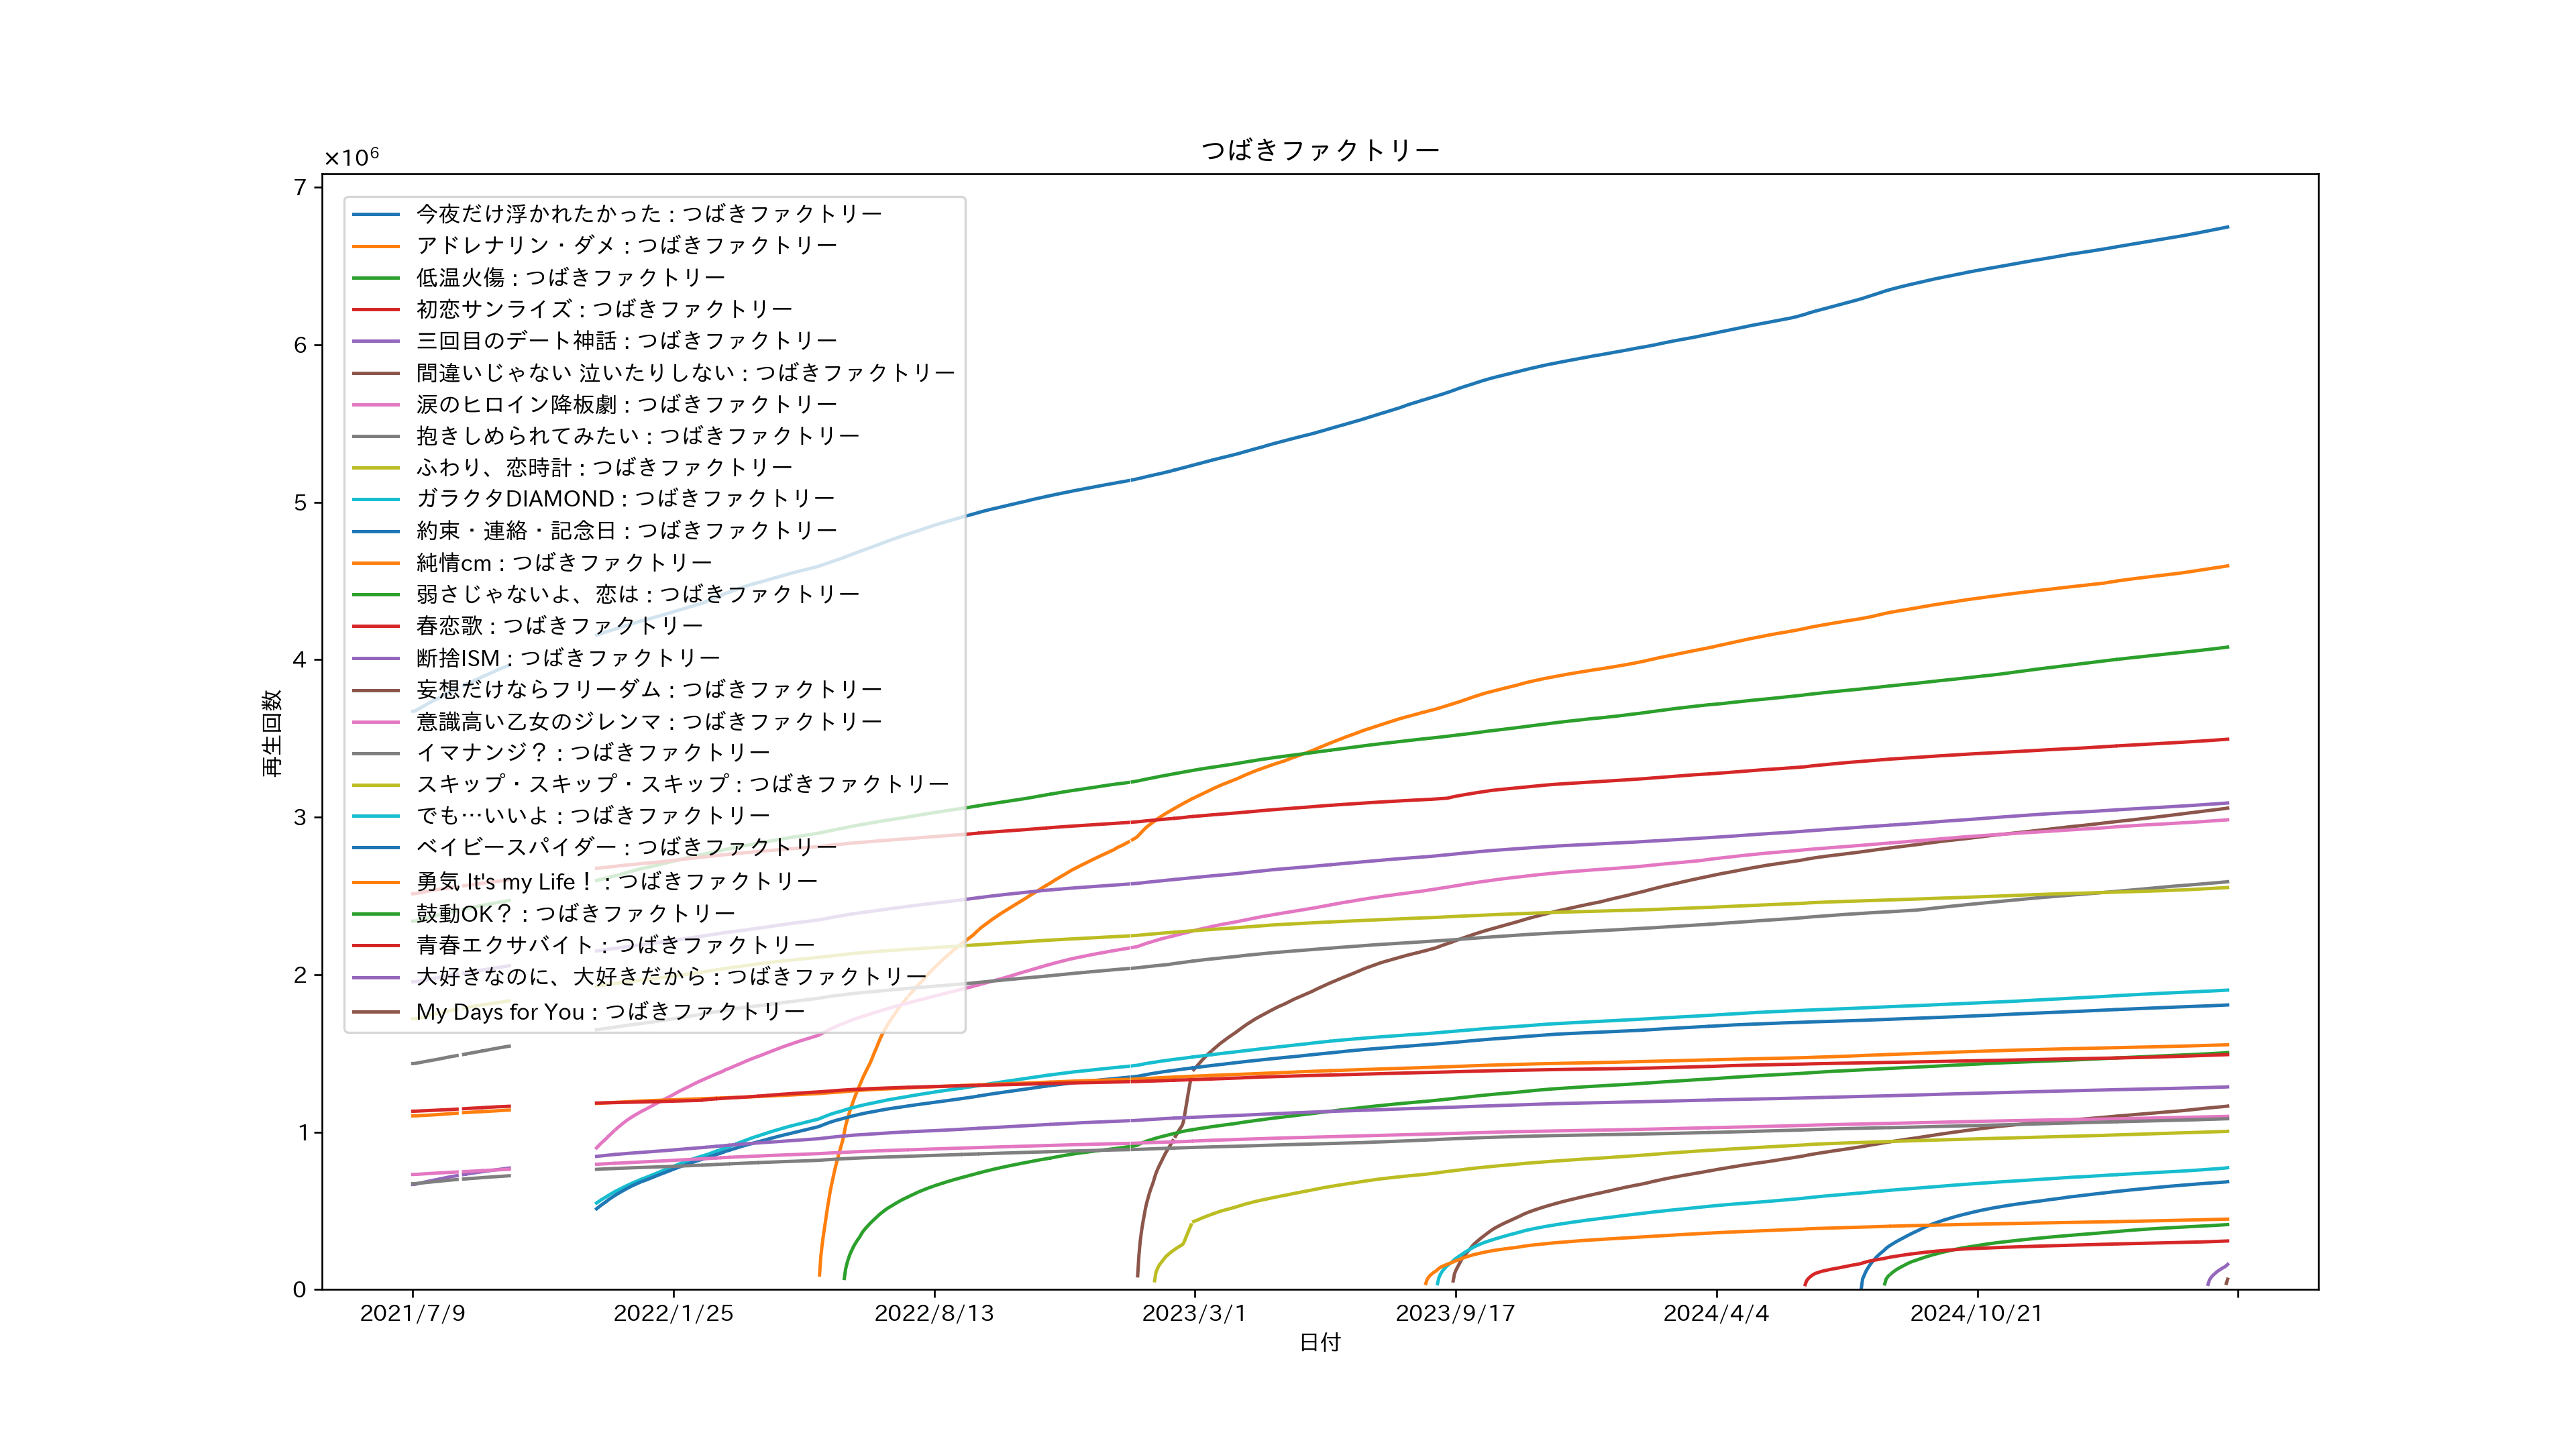 つばきファクトリー
×10⁶
7
6
5
4
3
2
1
0
再生回数
今夜だけ浮かれたかった : つばきファクトリー
アドレナリン・ダメ : つばきファクトリー
低温火傷 : つばきファクトリー
初恋サンライズ : つばきファクトリー
三回目のデート神話 : つばきファクトリー
間違いじゃない 泣いたりしない : つばきファクトリー
涙のヒロイン降板劇 : つばきファクトリー
抱きしめられてみたい : つばきファクトリー
ふわり、恋時計 : つばきファクトリー
ガラクタDIAMOND : つばきファクトリー
約束・連絡・記念日 : つばきファクトリー
純情cm : つばきファクトリー
弱さじゃないよ、恋は : つばきファクトリー
春恋歌 : つばきファクトリー
断捨ISM : つばきファクトリー
妄想だけならフリーダム : つばきファクトリー
意識高い乙女のジレンマ : つばきファクトリー
イマナンジ？ : つばきファクトリー
スキップ・スキップ・スキップ : つばきファクトリー
でも…いいよ : つばきファクトリー
ベイビースパイダー : つばきファクトリー
勇気 It's my Life！ : つばきファクトリー
鼓動OK？ : つばきファクトリー
青春エクサバイト : つばきファクトリー
大好きなのに、大好きだから : つばきファクトリー
My Days for You : つばきファクトリー
2021/7/9 2022/1/25 2022/8/13 2023/3/1 2023/9/17 2024/4/4 2024/10/21
日付